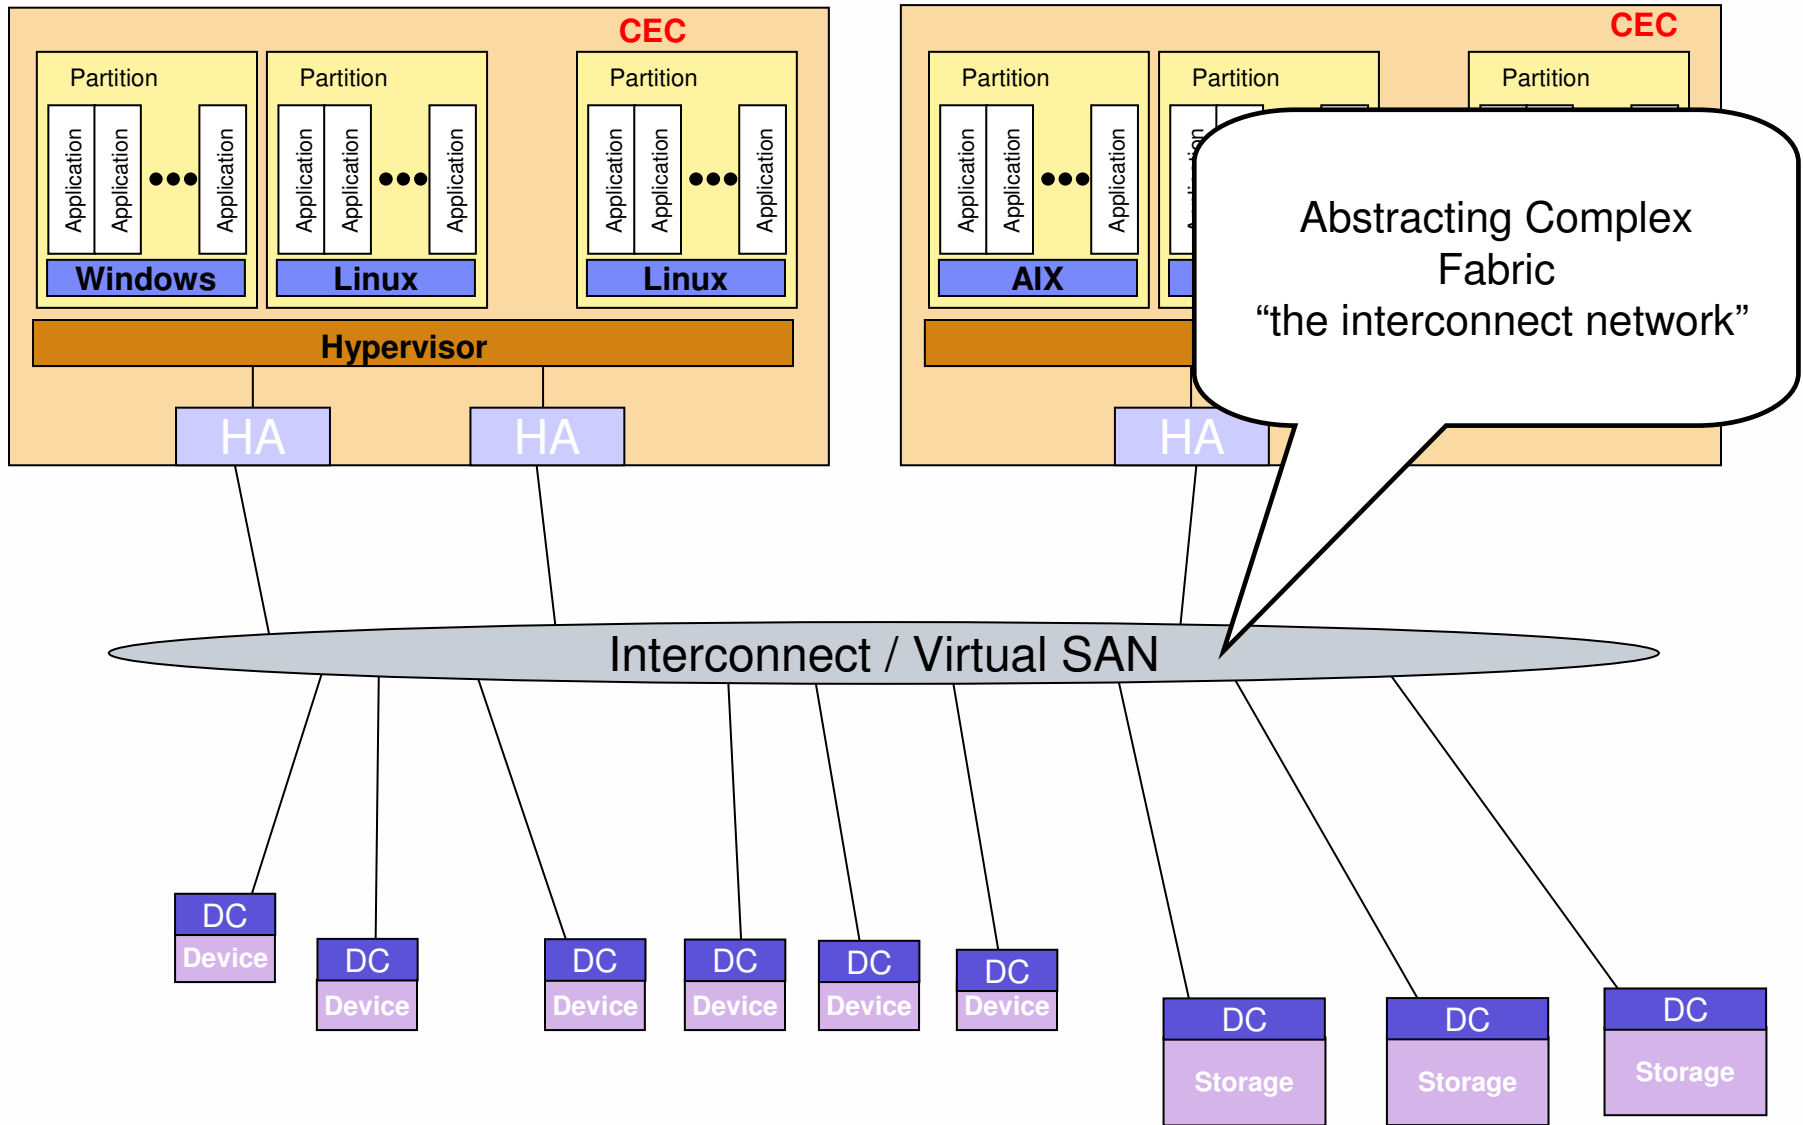 CEC
Partition
Partition
Partition
Application
Application
Application
Application
Application
Application
Application
Application
Application
Windows
Linux
Linux
Hypervisor
HA
HA
CEC
Partition
Partition
Partition
Application
Application
Application
AIX
HA
Abstracting Complex
Fabric
“the interconnect network”
Interconnect / Virtual SAN
DC
Device
DC
Device
DC
Device
DC
Device
DC
Device
DC
Device
DC
Storage
DC
Storage
DC
Storage